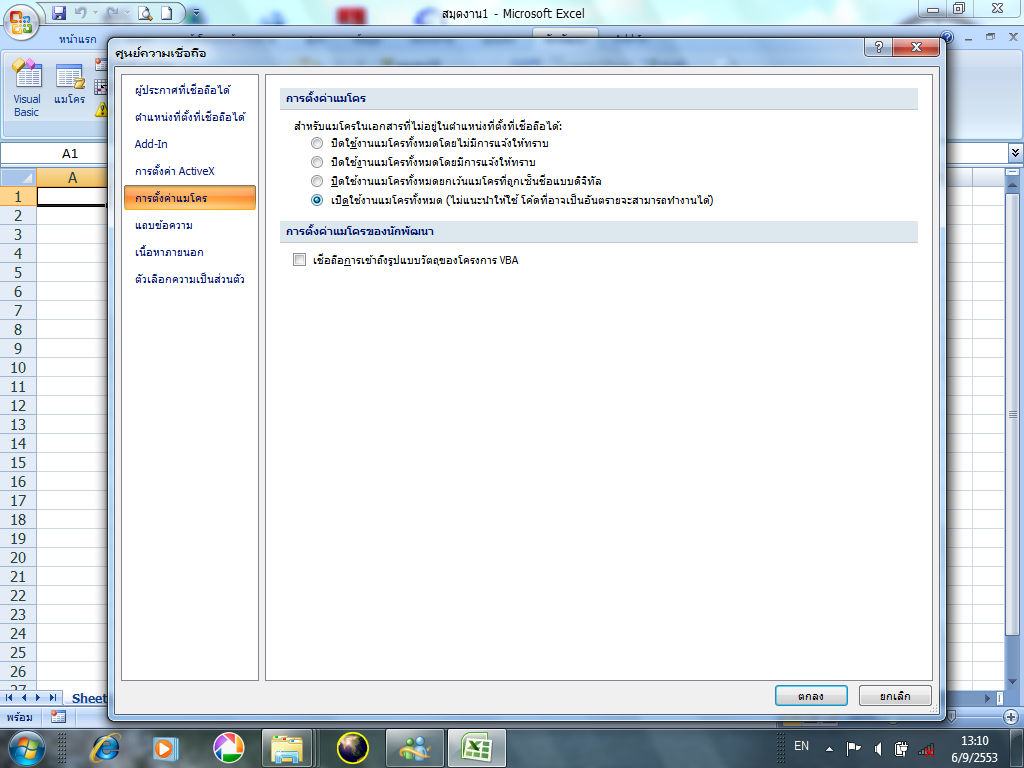 สมุดงาน1 - Microsoft Excel
หน้าแรก
ศูนย์ความเชื่อถือ
Visual Basic
แมโคร
A1
A
1
2
3
4
5
6
7
8
9
10
11
12
13
14
15
16
17
18
19
20
21
22
23
24
25
26
27
ผู้ประกาศที่เชื่อถือได้
ตำแหน่งที่ตั้งที่เชื่อถือได้
Add-In
การตั้งค่า ActiveX
การตั้งค่าแมโคร
แถบข้อความ
เนื้อหาภายนอก
ตัวเลือกความเป็นส่วนตัว
การตั้งค่าแมโคร
สำหรับแมโครในเอกสารที่ไม่อยู่ในตำแหน่งที่ตั้งที่เชื่อถือได้:
ปิดใช้งานแมโครทั้งหมดโดยไม่มีการแจ้งให้ทราบ
ปิดใช้งานแมโครทั้งหมดโดยมีการแจ้งให้ทราบ
ปิดใช้งานแมโครทั้งหมดยกเว้นแมโครที่ถูกเซ็นชื่อแบบดิจิทัล
เปิดใช้งานแมโครทั้งหมด (ไม่แนะนำให้ใช้ โค้ดที่อาจเป็นอันตรายจะสามารถทำงานได้)
การตั้งค่าแมโครของนักพัฒนา
เชื่อถือการเข้าถึงรูปแบบวัตถุของโครงการ VBA
ตกลง
ยกเลิก
Sheet
พร้อม
EN
13:10
6/9/2553